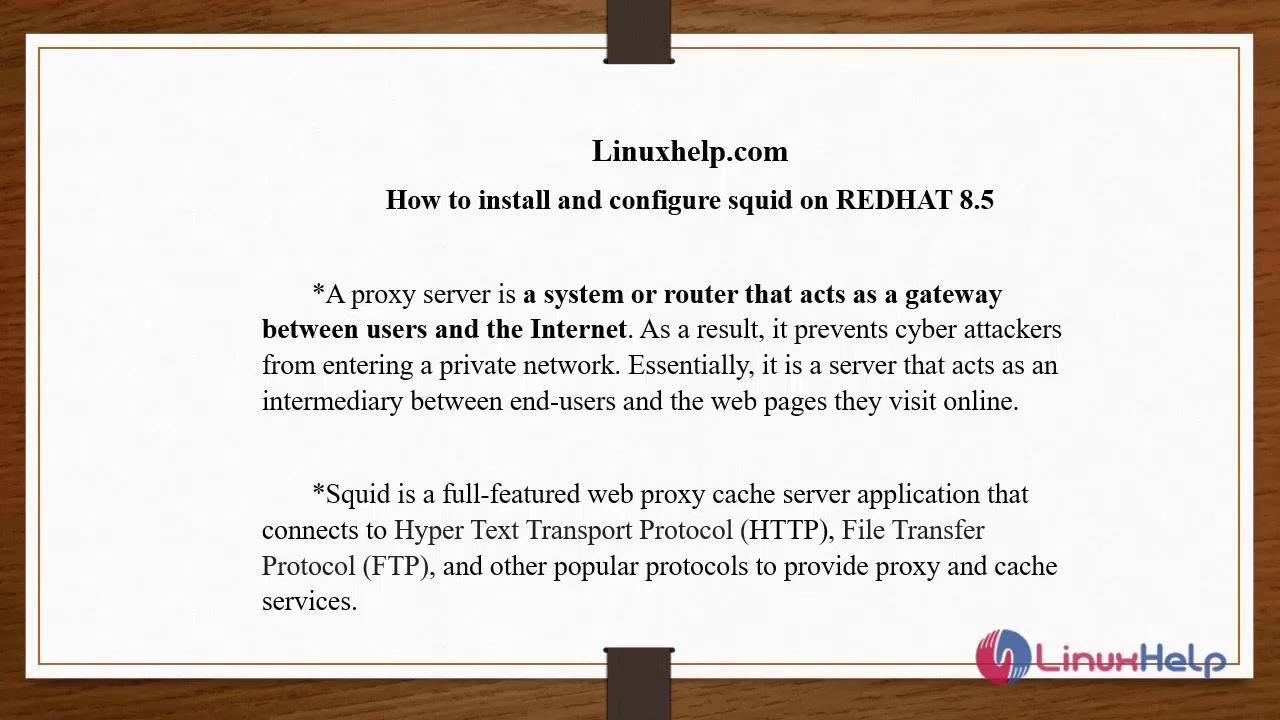 Linuxhelp.com
How to install and configure squid on REDHAT 8.5
*A proxy server is a system or router that acts as a gateway
between users and the Internet. As a result, it prevents cyber attackers
from entering a private network. Essentially, it is a server that acts as an
intermediary between end-users and the web pages they visit online.
*Squid is a full-featured web proxy cache server application that
connects to Hyper Text Transport Protocol (HTTP), File Transfer
Protocol (FTP), and other popular protocols to provide proxy and cache
services.
LinuxHelp